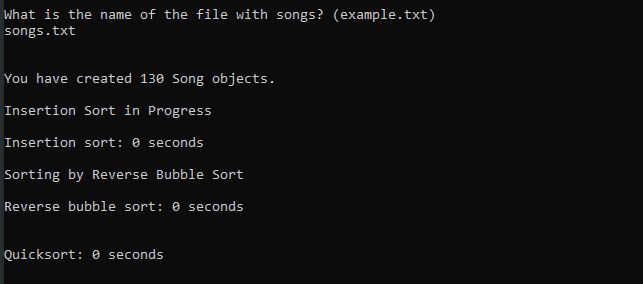 What is the name of the file with songs? (example.txt)
songs.txt
You have created 130 Song objects.
Insertion Sort in Progress
Insertion sort: 0 seconds
Sorting by Reverse Bubble Sort
Reverse bubble sort: 0 seconds
Quicksort: 0 seconds